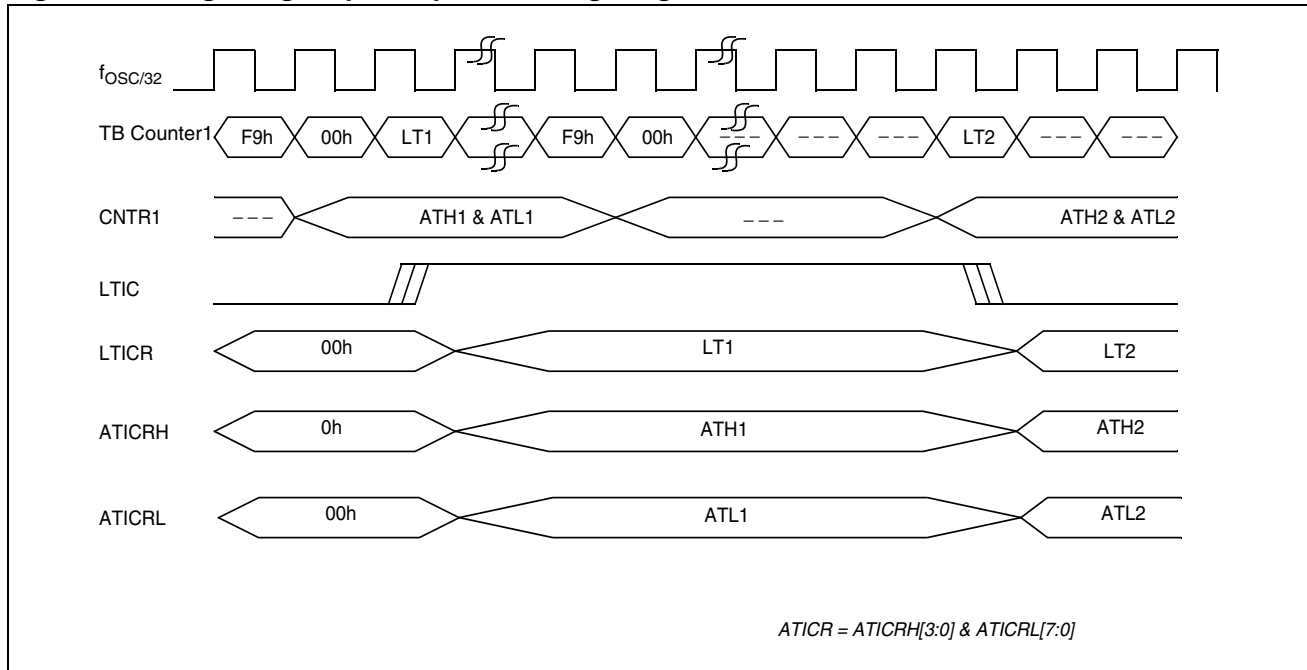 fOSC/32
TB Counter1 F9h 00h LT1 F9h 00h – – – – – – – – – LT2 – – – – – –
CNTR1 – – – ATH1 & ATL1 – – – ATH2 & ATL2
LTIC
LTICR 00h LT1 LT2
ATICRH 0h ATH1 ATH2
ATICRL 00h ATL1 ATL2
ATICR = ATICRH[3:0] & ATICRL[7:0]